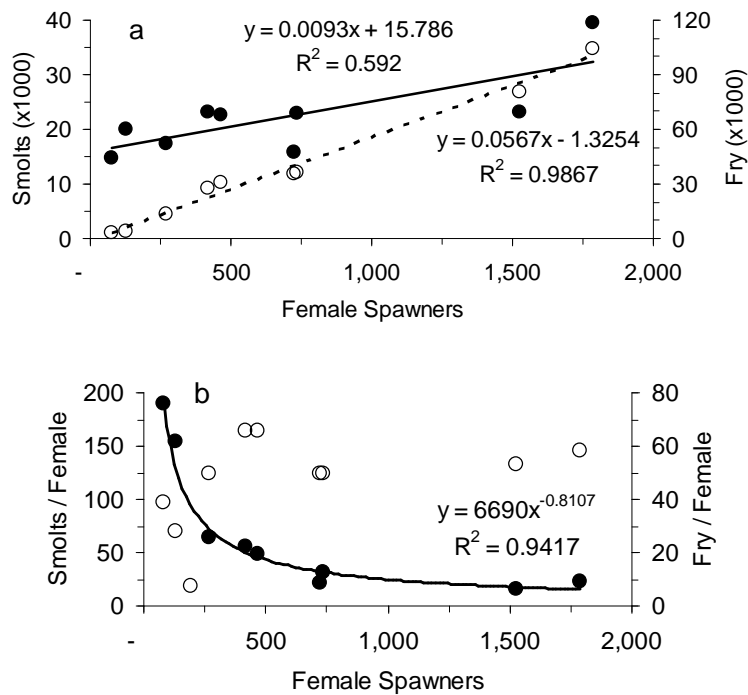 a
y = 0.0093x + 15.786
R² = 0.592
y = 0.0567x - 1.3254
R² = 0.9867
Smolts (x1000)
40
30
20
10
0
Fry (x1000)
120
90
60
30
0
- 500 1,000 1,500 2,000
Female Spawners
b
y = 6690x^-0.8107
R² = 0.9417
Smolts / Female
200
150
100
50
0
Fry / Female
80
60
40
20
0
- 500 1,000 1,500 2,000
Female Spawners